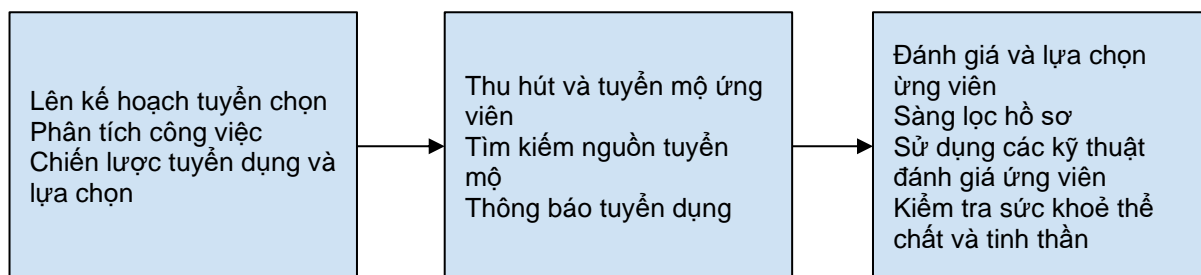 Lên kế hoạch tuyển chọn
Phân tích công việc
Chiến lược tuyển dụng và
lựa chọn
Thu hút và tuyển mộ ứng
viên
Tìm kiếm nguồn tuyển
mộ
Thông báo tuyển dụng
Đánh giá và lựa chọn
ừng viên
Sàng lọc hồ sơ
Sử dụng các kỹ thuật
đánh giá ứng viên
Kiểm tra sức khoẻ thể
chất và tinh thần